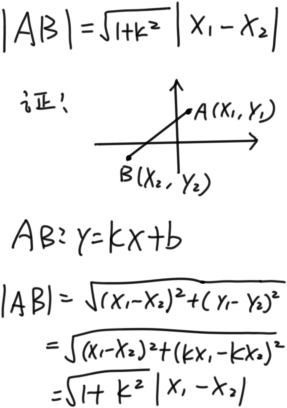 |AB|=√(1+k²) |X₁-X₂|
证:
A(X₁,Y₁)
B(X₂,Y₂)
AB: y=kx+b
|AB|=√((X₁-X₂)²+(Y₁-Y₂)²)
=√((X₁-X₂)²+(kX₁-kX₂)²)
=√(1+k²) |X₁-X₂|